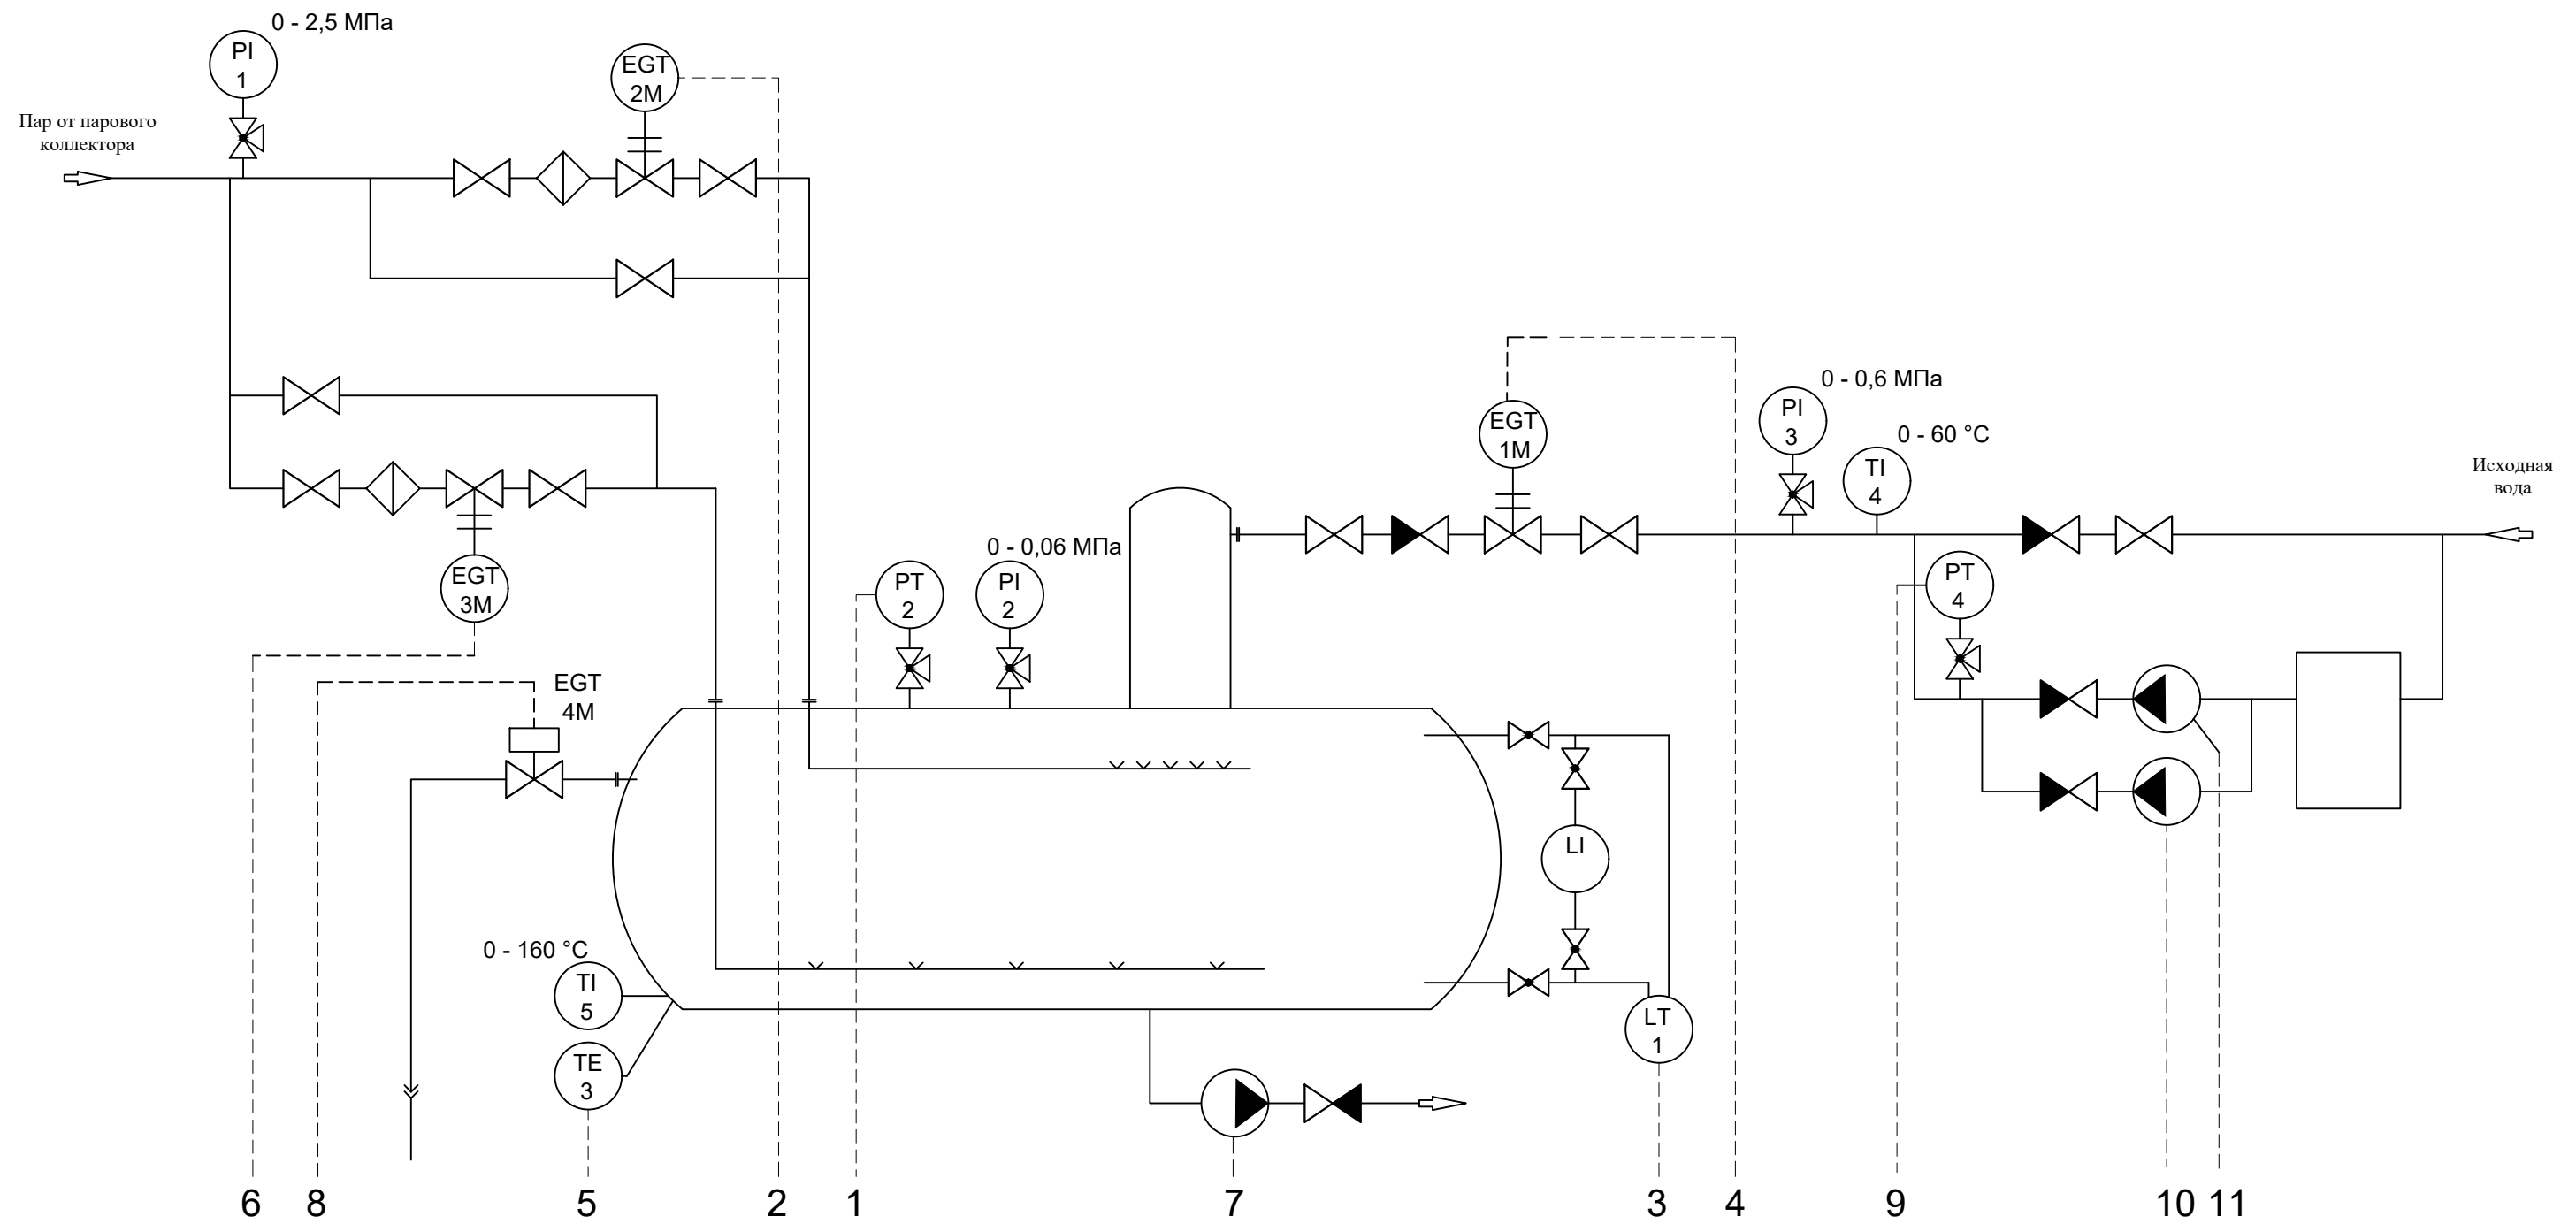 0 - 2,5 МПа
PI
1
EGT
2M
Пар от парового
коллектора
0 - 0,6 МПа
PI
3
EGT
1M
0 - 60 °C
TI
4
Исходная
вода
0 - 0,06 МПа
EGT
3M
PT
2
PI
2
PT
4
EGT
4M
LI
0 - 160 °C
TI
5
LT
1
TE
3
6 8 5 2 1 7 3 4 9 10 11